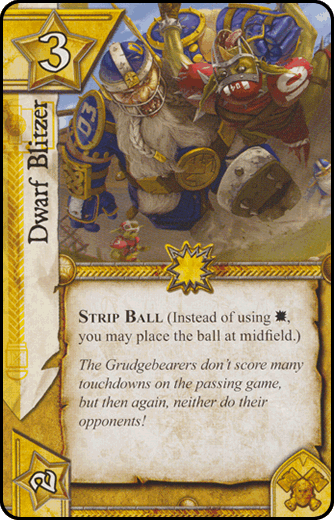 3
Dwarf Blitzer
03
STRIP BALL (Instead of using ,
you may place the ball at midfield.)
The Grudgebearers don't score many
touchdowns on the passing game,
but then again, neither do their
opponents!
2